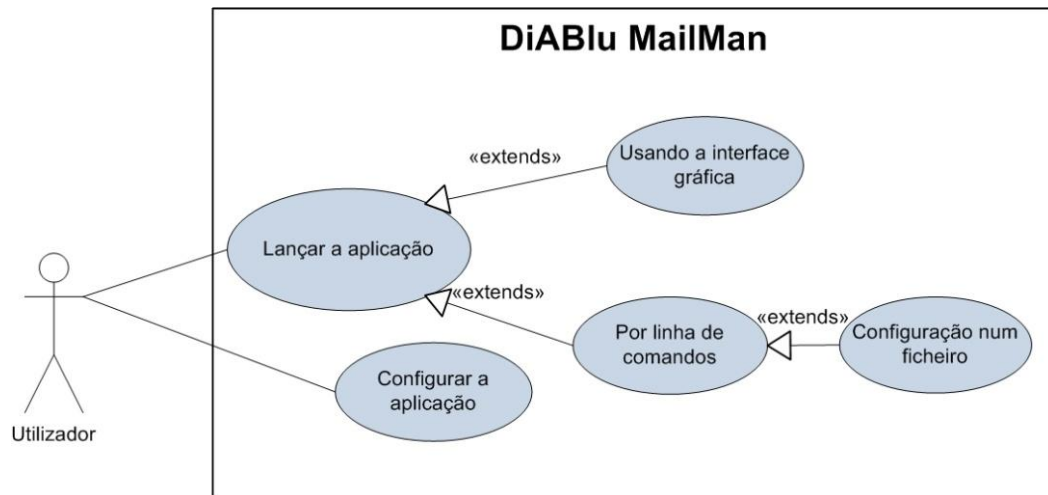 DiABlu MailMan
«extends»
Usando a interface
gráfica
Lançar a aplicação
«extends»
Por linha de
comandos
«extends»
Configuração num
ficheiro
Configurar a
aplicação
Utilizador